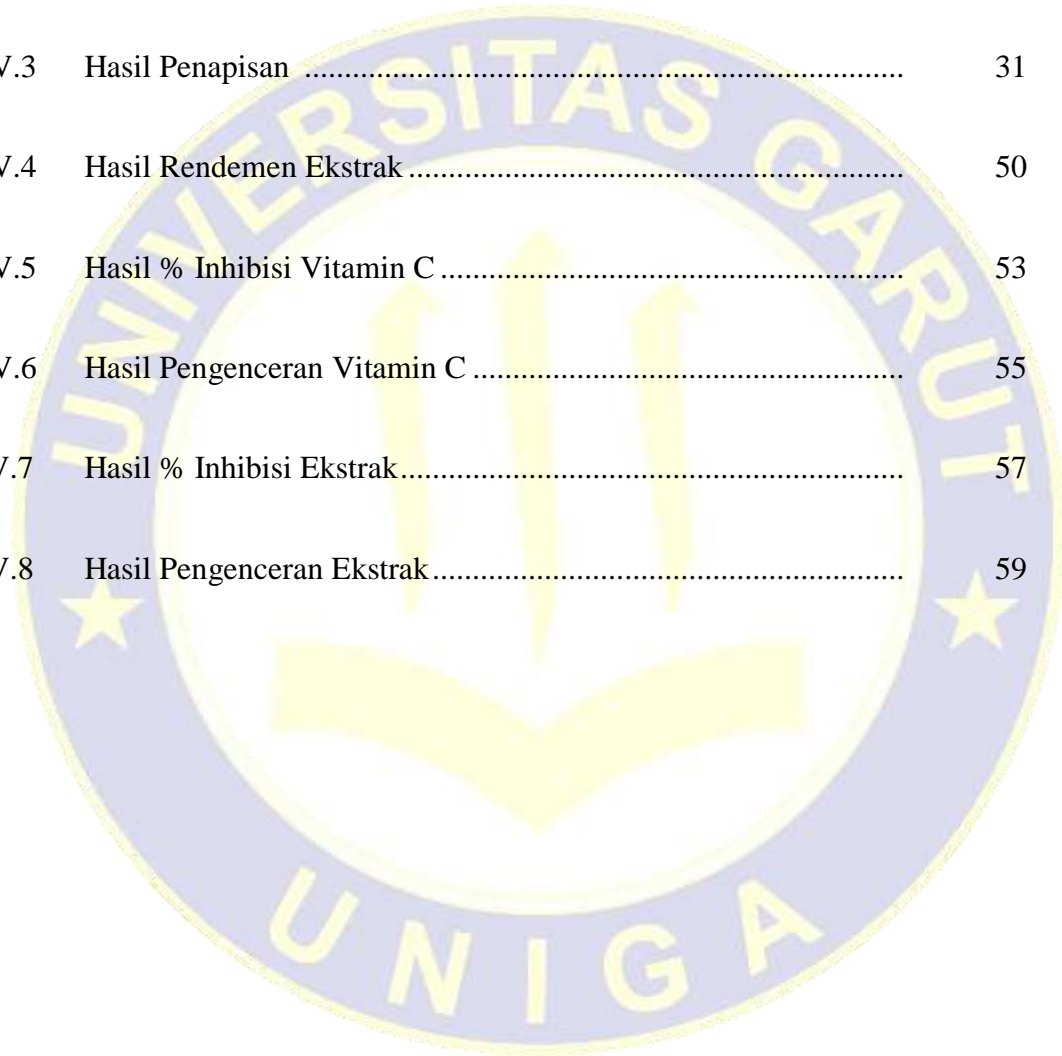 V.3 Hasil Penapisan ........................................................................... 31
V.4 Hasil Rendemen Ekstrak .............................................................. 50
V.5 Hasil % Inhibisi Vitamin C .......................................................... 53
V.6 Hasil Pengenceran Vitamin C ...................................................... 55
V.7 Hasil % Inhibisi Ekstrak ............................................................... 57
V.8 Hasil Pengenceran Ekstrak ........................................................... 59
UNIVERSITAS GARUT
UNIGA